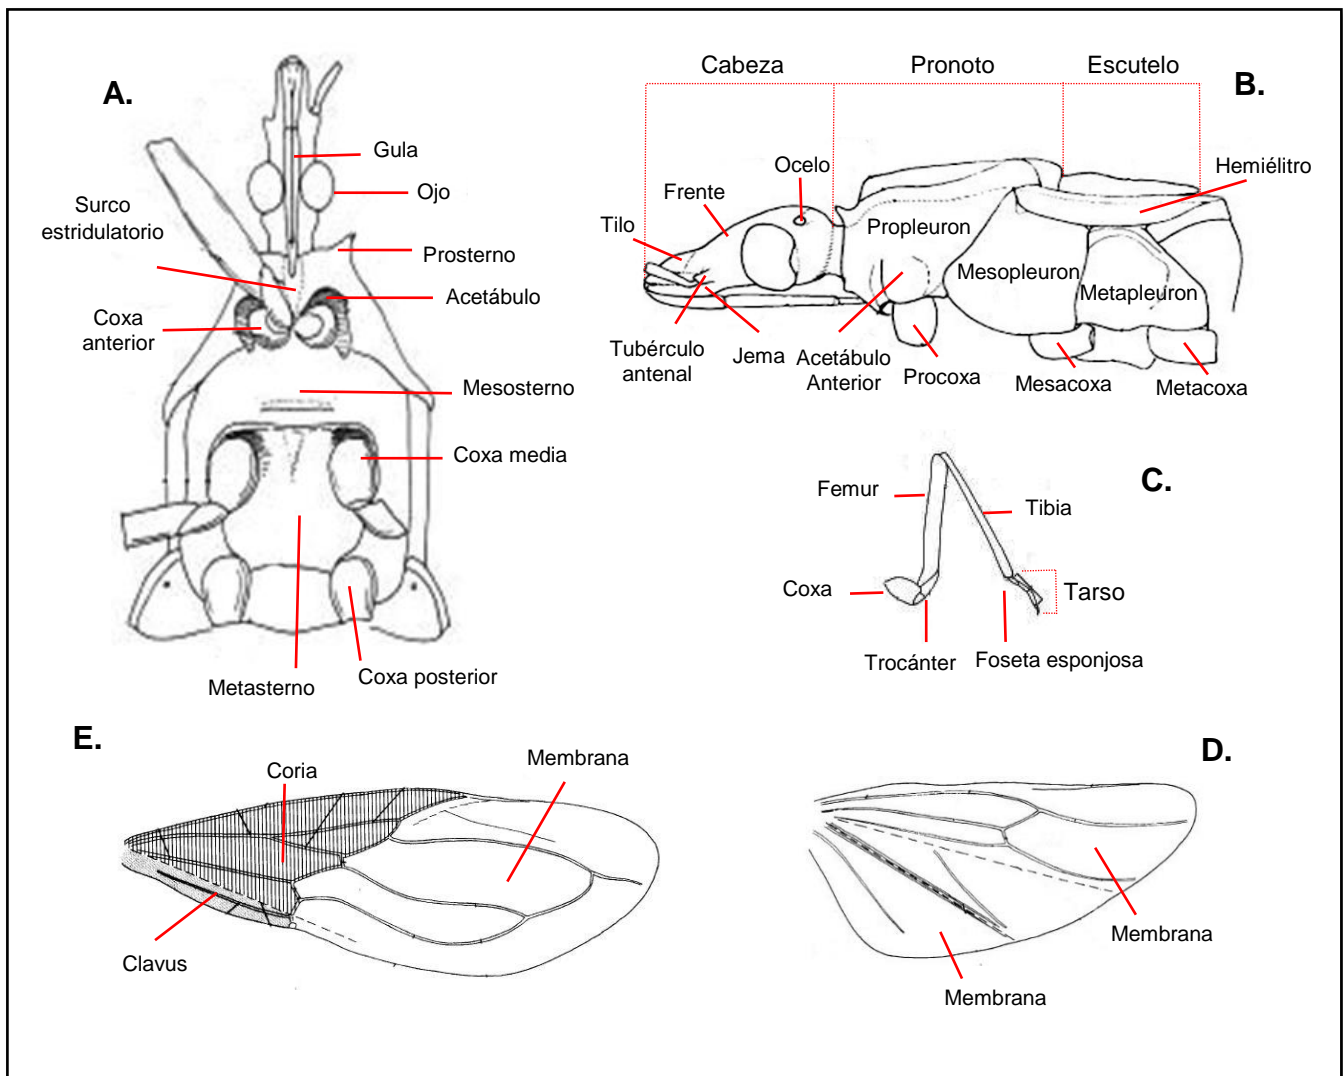 A.
Gula
Ojo
Surco
estridulatorio
Prosterno
Acetábulo
Coxa
anterior
Mesosterno
Coxa media
Metasterno
Coxa posterior
B.
Cabeza
Pronoto
Escutelo
Ocelo
Hemiélitro
Frente
Tilo
Propleuron
Mesopleuron
Metapleuron
Tubérculo
antenal
Jema
Acetábulo
Anterior
Procoxa
Mesacoxa
Metacoxa
C.
Femur
Tibia
Coxa
Tarso
Trocánter
Foseta esponjosa
E.
Coria
Membrana
Clavus
D.
Membrana
Membrana